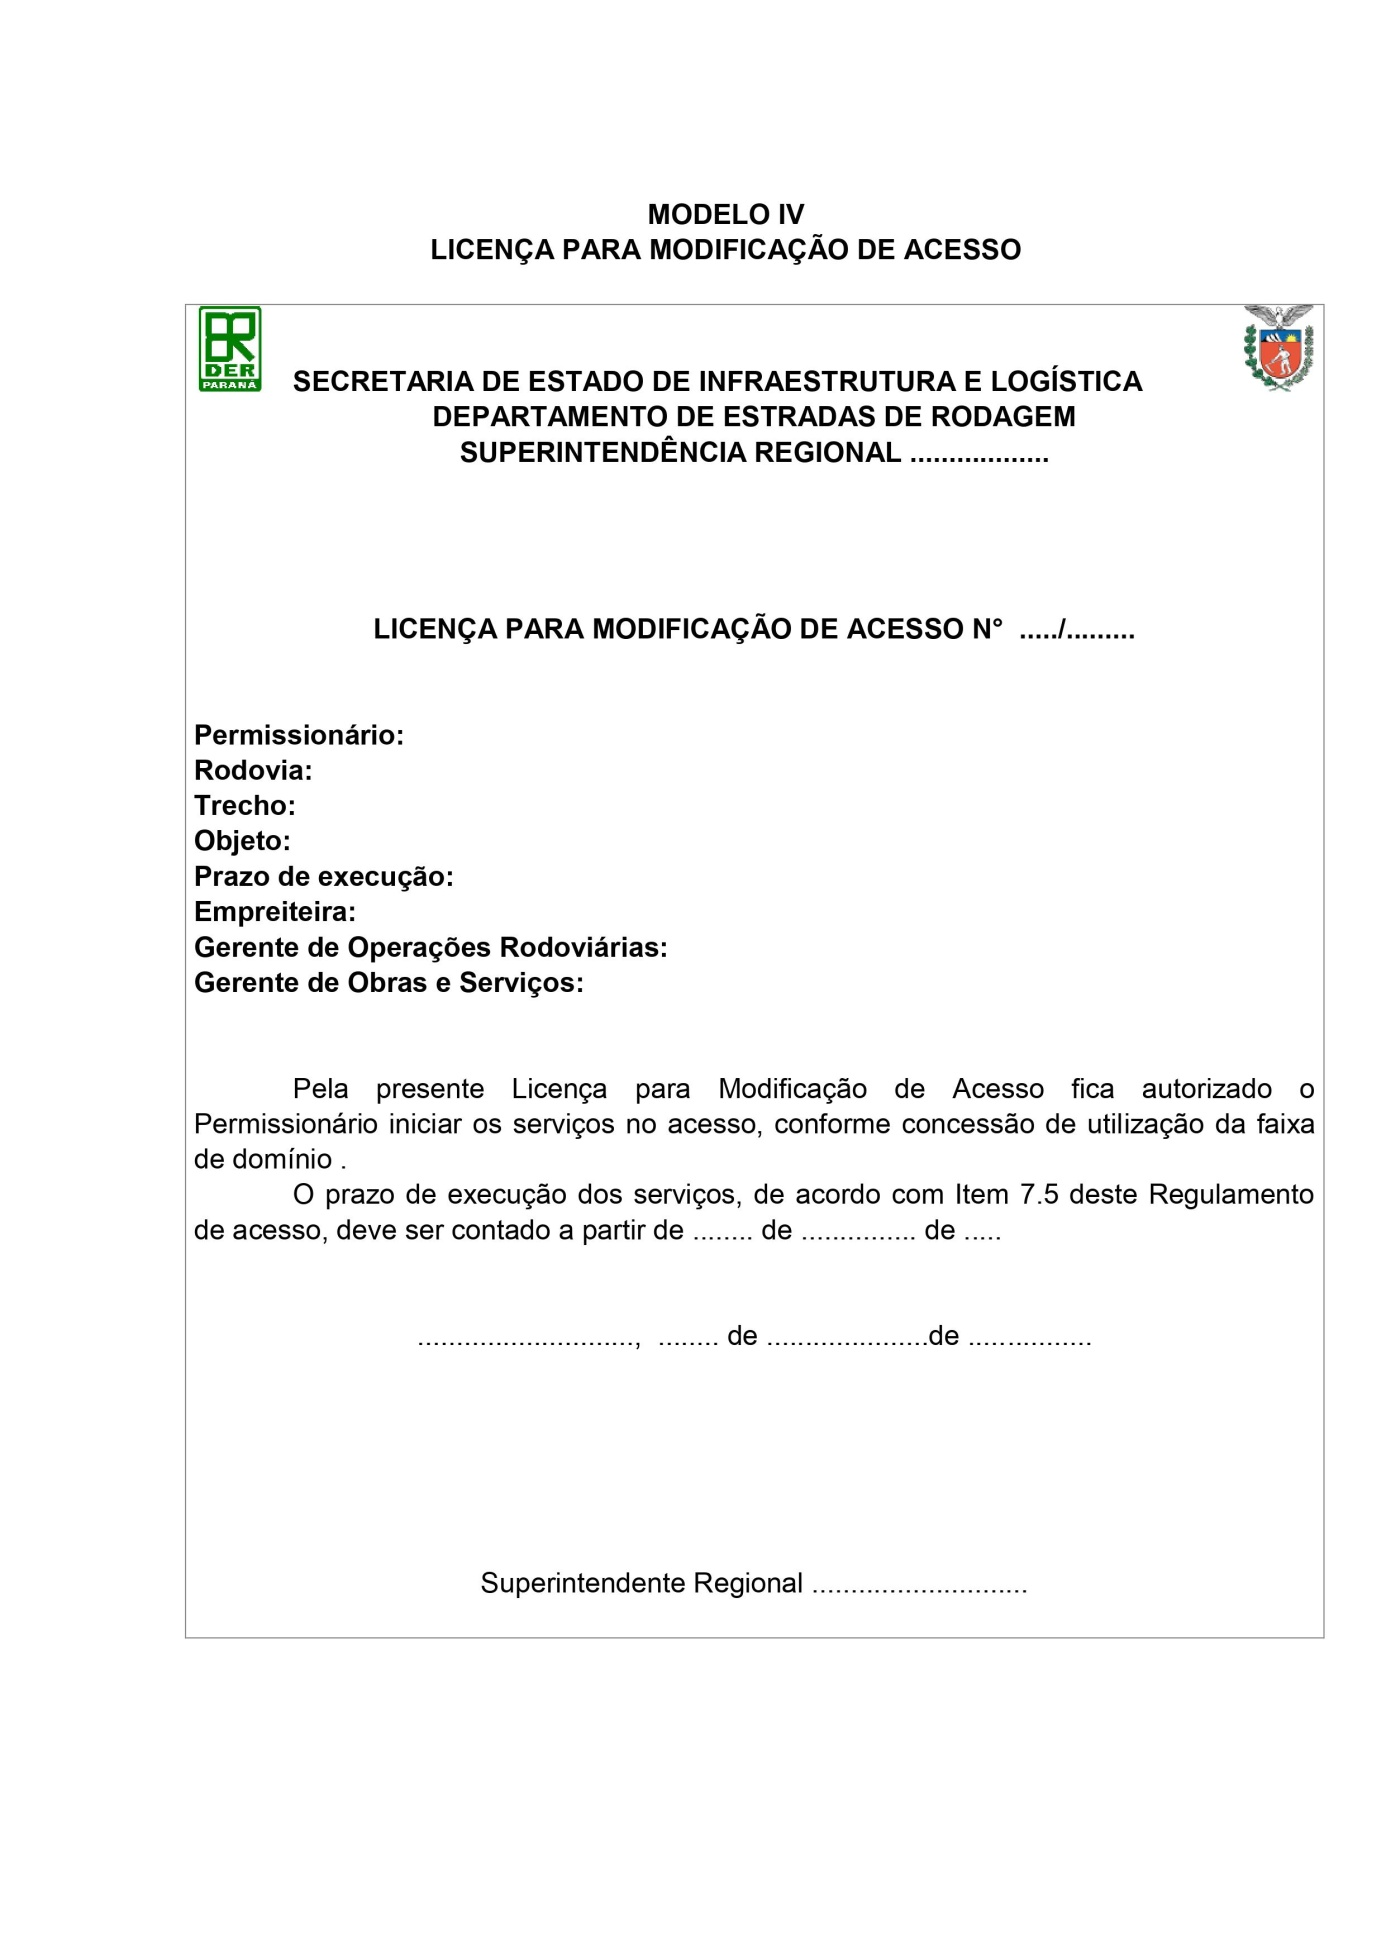 MODELO IV
LICENÇA PARA MODIFICAÇÃO DE ACESSO
DER
PARANÁ
SECRETARIA DE ESTADO DE INFRAESTRUTURA E LOGÍSTICA
DEPARTAMENTO DE ESTRADAS DE RODAGEM
SUPERINTENDÊNCIA REGIONAL ..................
LICENÇA PARA MODIFICAÇÃO DE ACESSO N° ...../.........
Permissionário:
Rodovia:
Trecho:
Objeto:
Prazo de execução:
Empreiteira:
Gerente de Operações Rodoviárias:
Gerente de Obras e Serviços:
Pela presente Licença para Modificação de Acesso fica autorizado o
Permissionário iniciar os serviços no acesso, conforme concessão de utilização da faixa
de domínio .
O prazo de execução dos serviços, de acordo com Item 7.5 deste Regulamento
de acesso, deve ser contado a partir de ........ de ............... de .....
............................, ........ de .....................de ................
Superintendente Regional ............................